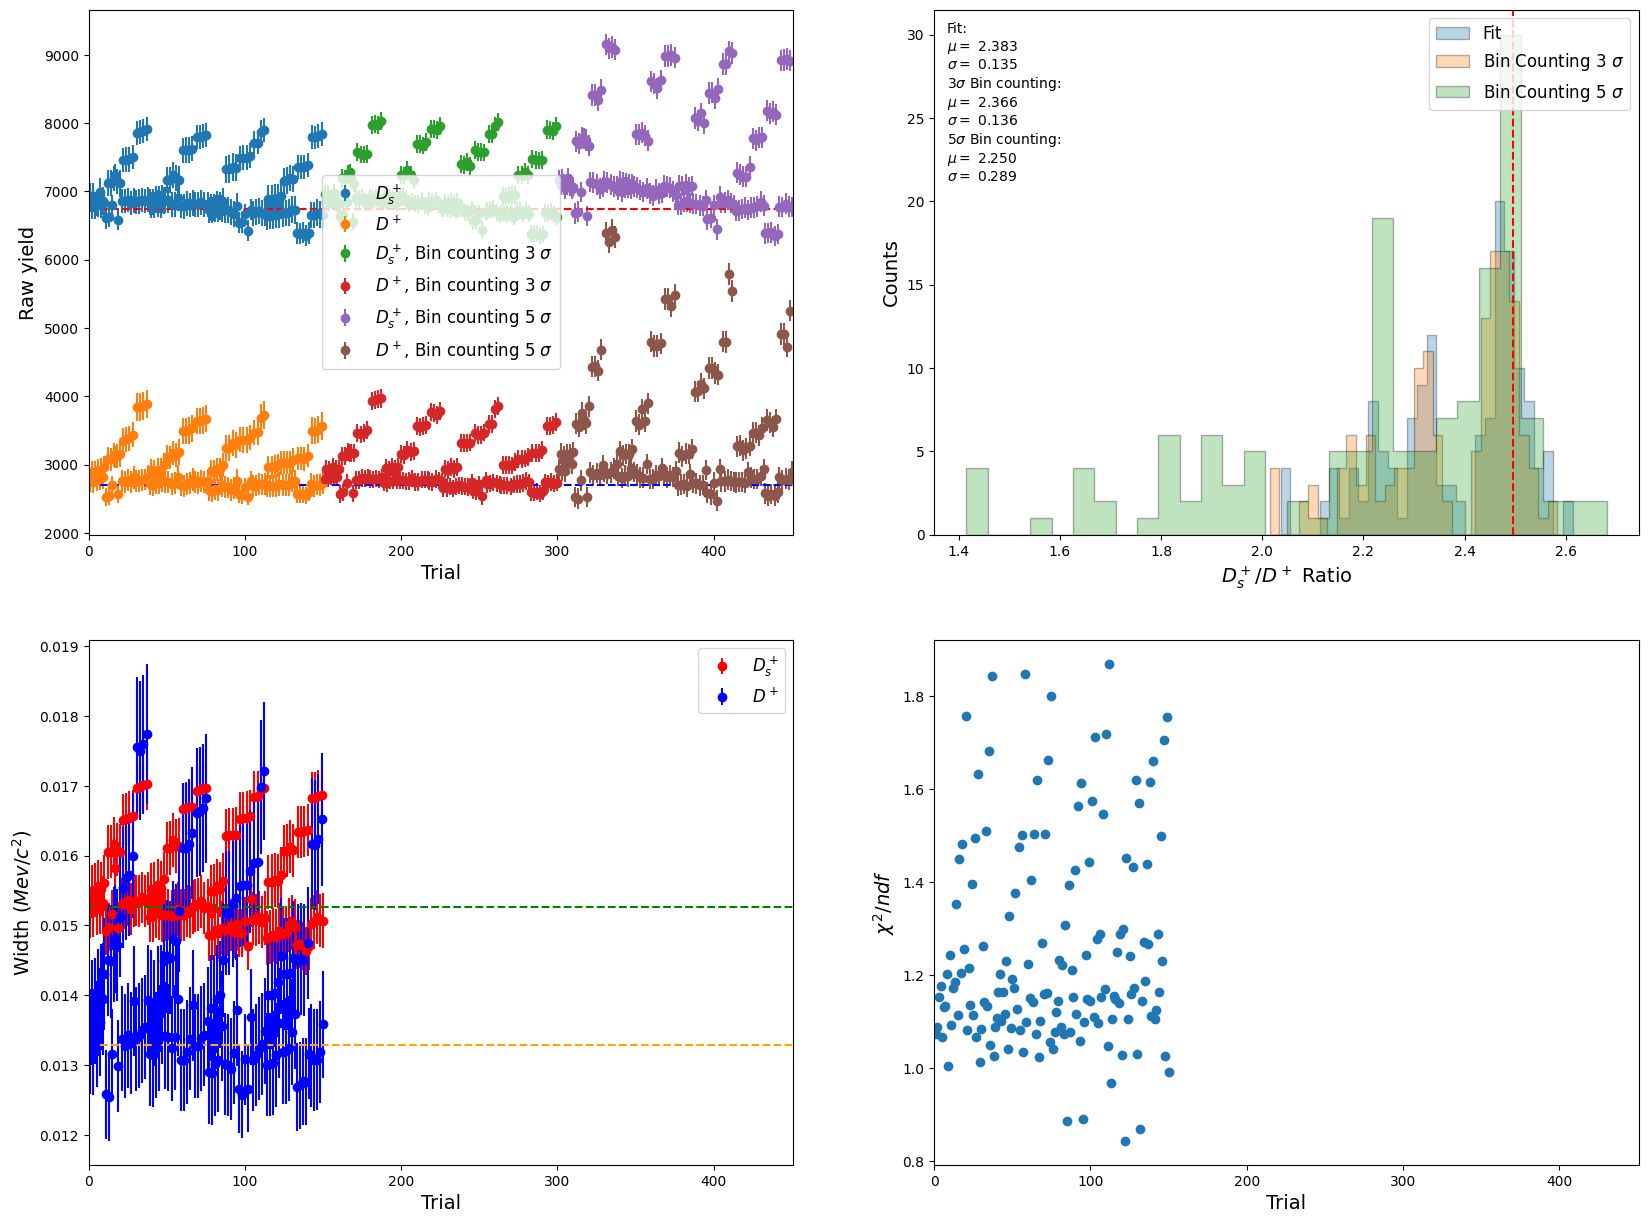 9000
8000
7000
6000
5000
4000
3000
2000
Raw yield
0
100
200
300
400
Trial
$D_s^+$
$D^+$
$D_s^+$, Bin counting 3 σ
$D^+$, Bin counting 3 σ
$D_s^+$, Bin counting 5 σ
$D^+$, Bin counting 5 σ
30
25
20
15
10
5
0
Counts
Fit:
μ = 2.383
σ = 0.135
3σ Bin counting:
μ = 2.366
σ = 0.136
5σ Bin counting:
μ = 2.250
σ = 0.289
Fit
Bin Counting 3 σ
Bin Counting 5 σ
1.4
1.6
1.8
2.0
2.2
2.4
2.6
$D_s^+/D^+$ Ratio
0.019
0.018
0.017
0.016
0.015
0.014
0.013
0.012
Width ($Mev/c^2$)
$D_s^+$
$D^+$
0
100
200
300
400
Trial
1.8
1.6
1.4
1.2
1.0
0.8
$χ^2/ndf$
0
100
200
300
400
Trial